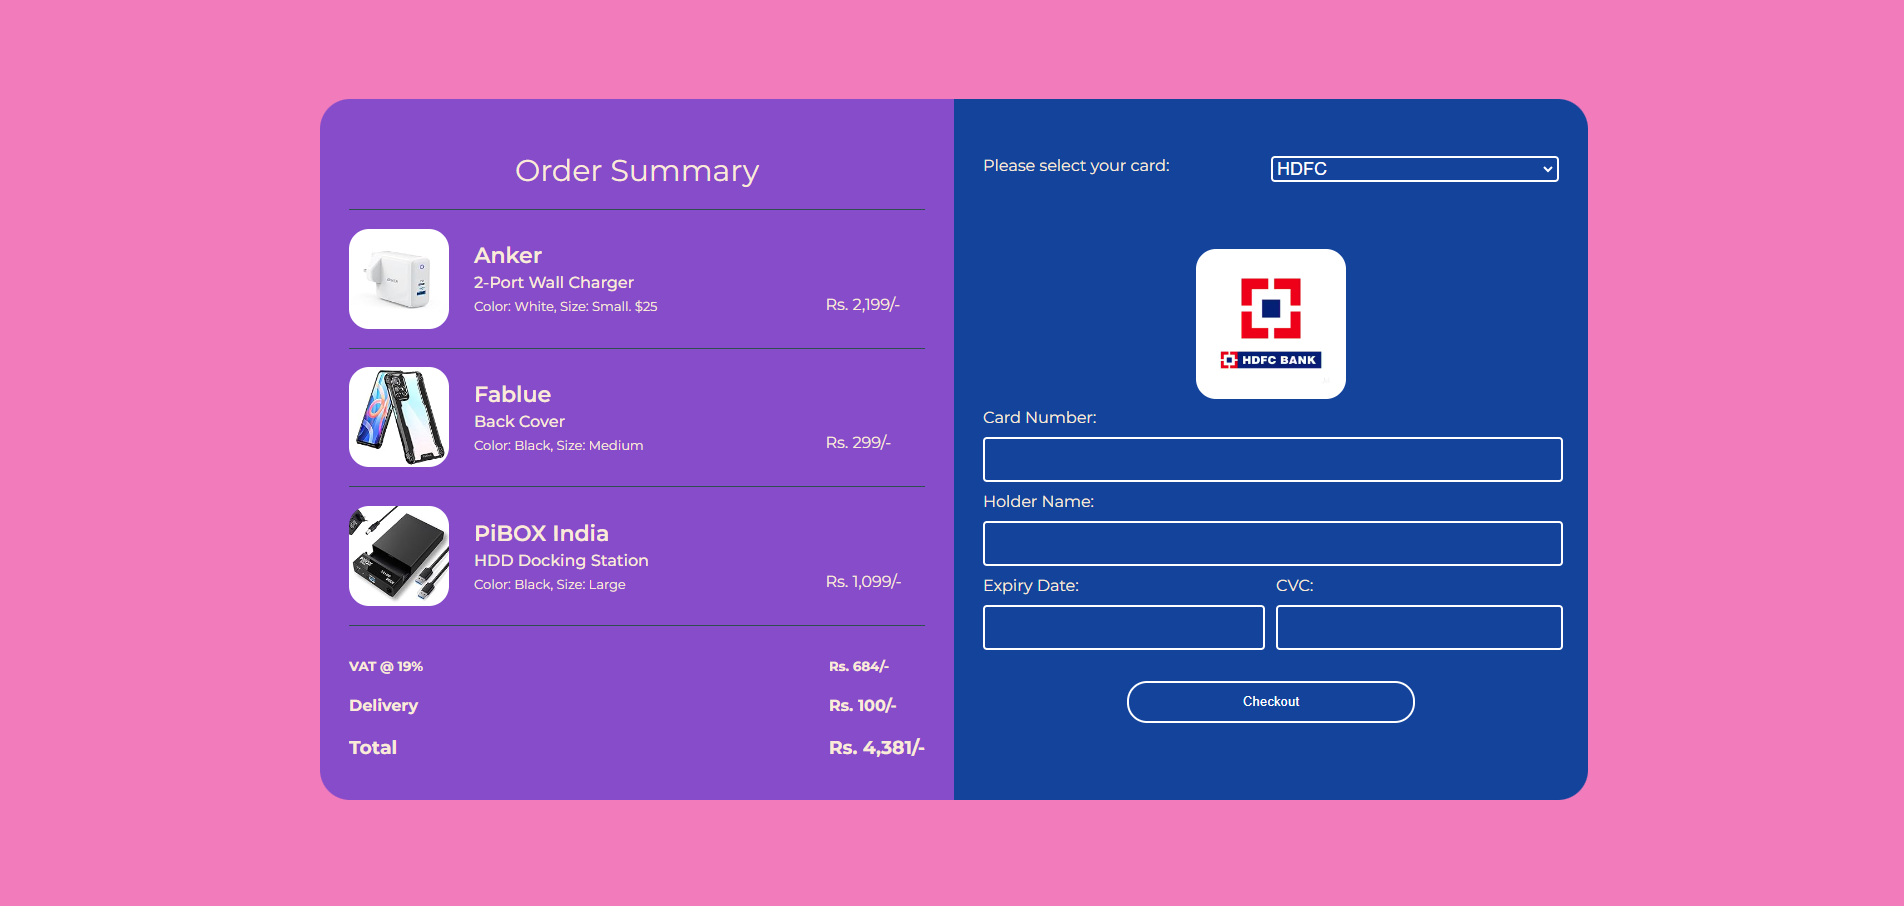 Order Summary
Anker
2-Port Wall Charger
Color: White, Size: Small. $25
Rs. 2,199/-
Fablue
Back Cover
Color: Black, Size: Medium
Rs. 299/-
PiBOX India
HDD Docking Station
Color: Black, Size: Large
Rs. 1,099/-
VAT @ 19%
Rs. 684/-
Delivery
Rs. 100/-
Total
Rs. 4,381/-
Please select your card:
HDFC
HDFC BANK
Card Number:
Holder Name:
Expiry Date:
CVC:
Checkout